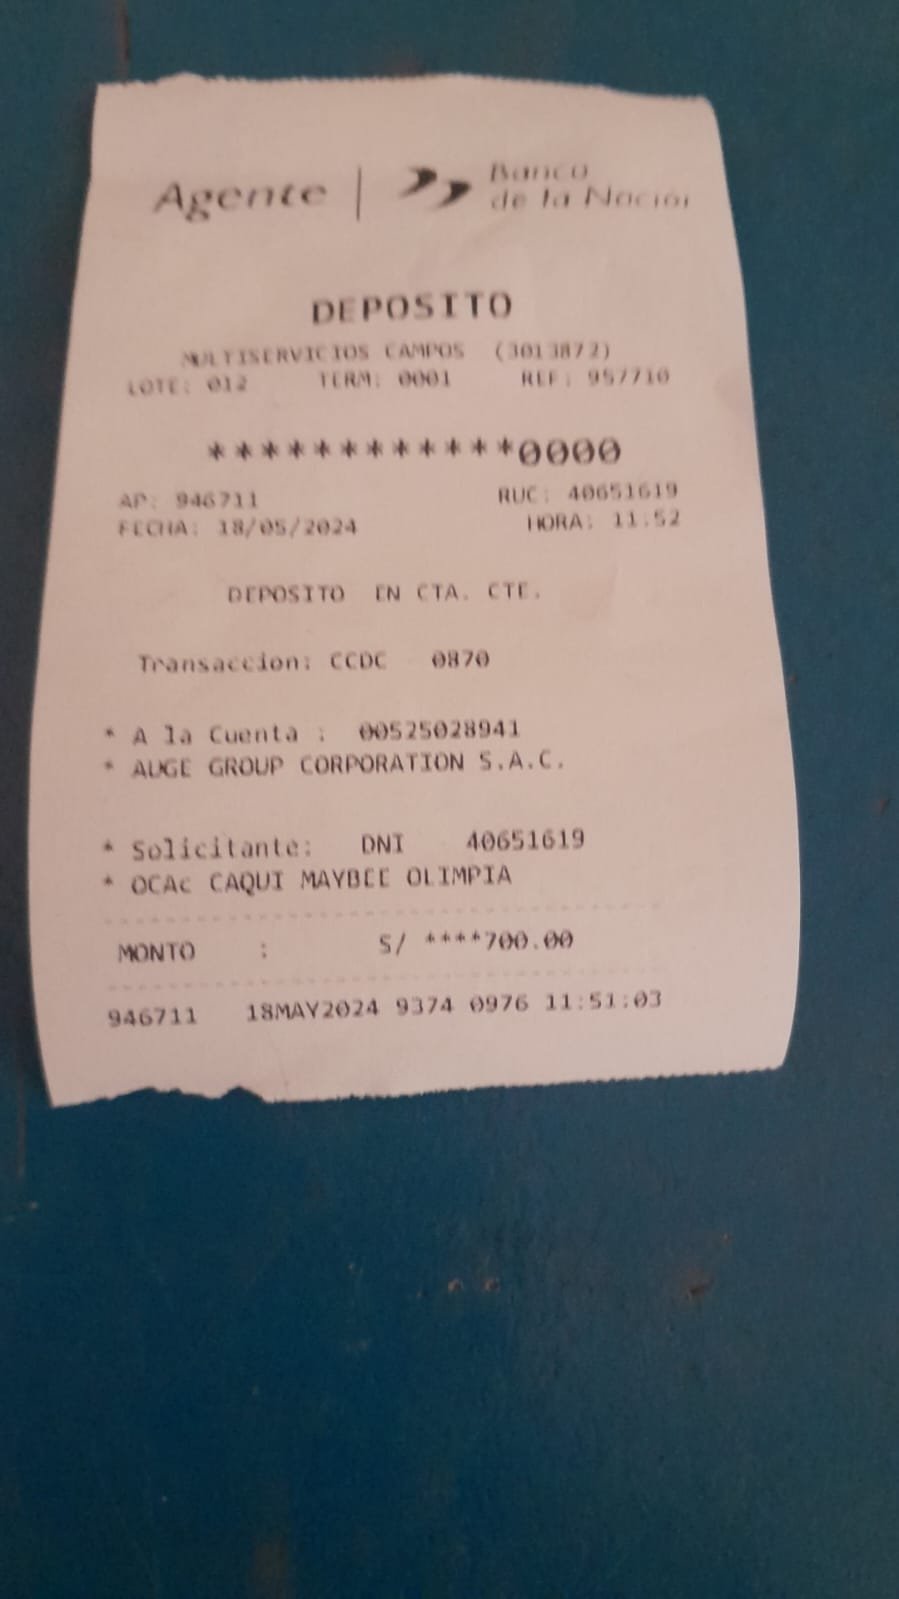 Agente | Banco
de la Nación
DEPOSITO
MULTISERVICIOS CAMPOS (3013872)
LOTE: 012 TERM: 0001 REF: 957710
************0000
AP: 946711 RUC: 40651619
FECHA: 18/05/2024 HORA: 11:52
DEPOSITO EN CTA. CTE.
Transaccion: CCDC 0870
* A la Cuenta : 00525028941
* AUGE GROUP CORPORATION S.A.C.
* Solicitante: DNI 40651619
* OCAc CAQUI MAYBEE OLIMPIA
MONTO : S/ ****700.00
946711 18MAY2024 9374 0976 11:51:03